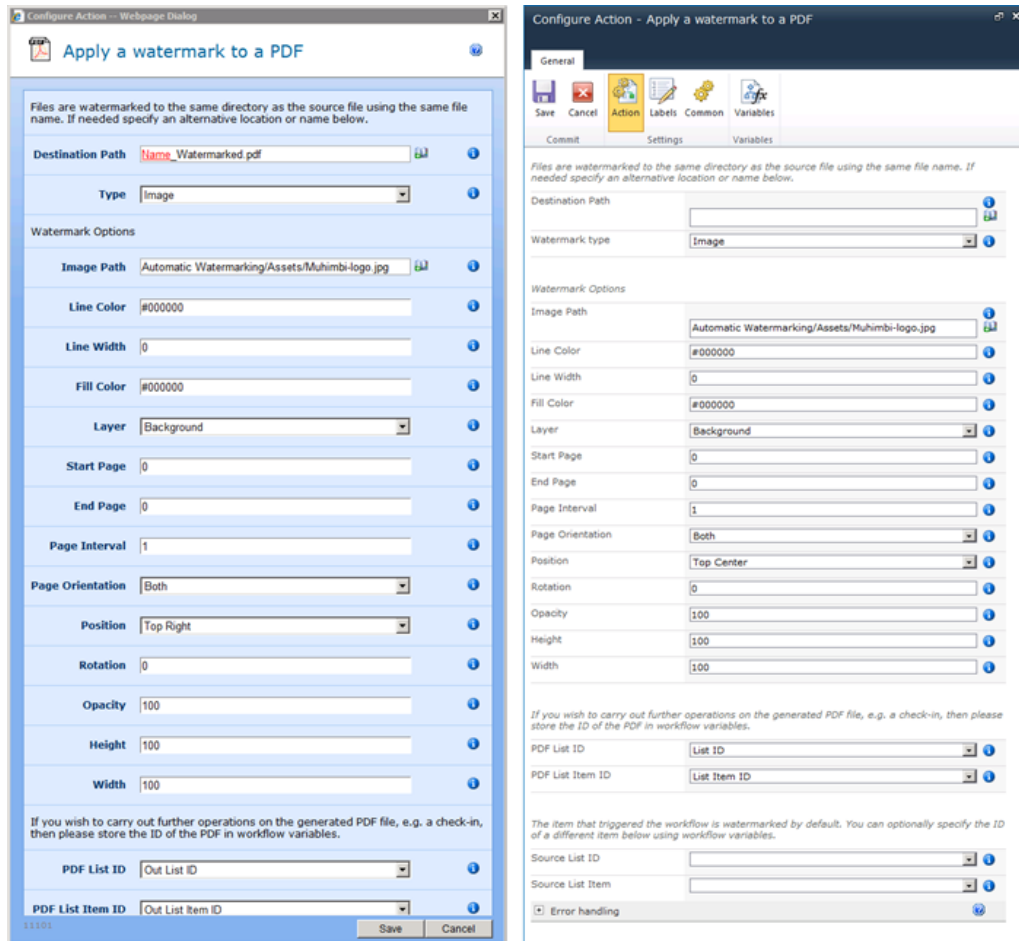 Configure Action -- Webpage Dialog
Apply a watermark to a PDF
Files are watermarked to the same directory as the source file using the same file
name. If needed specify an alternative location or name below.
Destination Path Name_Watermarked.pdf
Type Image
Watermark Options
Image Path Automatic Watermarking/Assets/Muhimbi-logo.jpg
Line Color #000000
Line Width 0
Fill Color #000000
Layer Background
Start Page 0
End Page 0
Page Interval 1
Page Orientation Both
Position Top Right
Rotation 0
Opacity 100
Height 100
Width 100
If you wish to carry out further operations on the generated PDF file, e.g. a check-in,
then please store the ID of the PDF in workflow variables.
PDF List ID Out List ID
PDF List Item ID Out List Item ID
11101
Save Cancel
Configure Action - Apply a watermark to a PDF
General
Save Cancel Action Labels Common Variables
Commit Settings Variables
Files are watermarked to the same directory as the source file using the same file name. If
needed specify an alternative location or name below.
Destination Path
Watermark type Image
Watermark Options
Image Path
Automatic Watermarking/Assets/Muhimbi-logo.jpg
Line Color #000000
Line Width 0
Fill Color #000000
Layer Background
Start Page 0
End Page 0
Page Interval 1
Page Orientation Both
Position Top Center
Rotation 0
Opacity 100
Height 100
Width 100
If you wish to carry out further operations on the generated PDF file, e.g. a check-in, then please
store the ID of the PDF in workflow variables.
PDF List ID List ID
PDF List Item ID List Item ID
The item that triggered the workflow is watermarked by default. You can optionally specify the ID
of a different item below using workflow variables.
Source List ID
Source List Item
Error handling